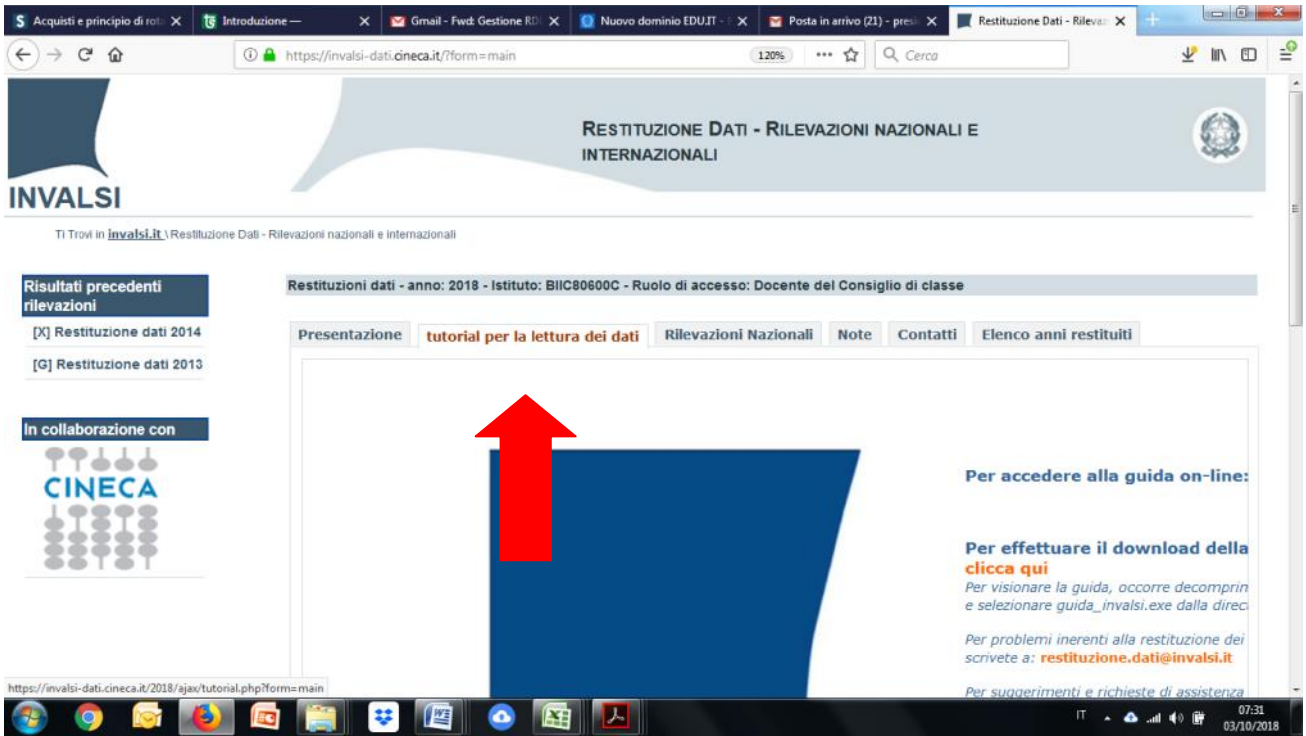 Acquisti e principio di rot
Introduzione —
Gmail - Fwd: Gestione RD
Nuovo dominio EDU.IT -
Posta in arrivo (21) - presi
Restituzione Dati - Rilevaz
https://invalsi-dati.cineca.it/?form=main
120%
Cerca
RESTITUZIONE DATI - RILEVAZIONI NAZIONALI E
INTERNAZIONALI
INVALSI
Ti Trovi in invalsi.it \ Restituzione Dati - Rilevazioni nazionali e internazionali
Risultati precedenti
rilevazioni
[X] Restituzione dati 2014
[G] Restituzione dati 2013
In collaborazione con
CINECA
Restituzioni dati - anno: 2018 - Istituto: BIIC80600C - Ruolo di accesso: Docente del Consiglio di classe
Presentazione
tutorial per la lettura dei dati
Rilevazioni Nazionali
Note
Contatti
Elenco anni restituiti
Per accedere alla guida on-line:
Per effettuare il download della
clicca qui
Per visionare la guida, occorre decomprin
e selezionare guida_invalsi.exe dalla direc
Per problemi inerenti alla restituzione dei
scrivete a: restituzione.dati@invalsi.it
Per suggerimenti e richieste di assistenza
https://invalsi-dati.cineca.it/2018/ajax/tutorial.php?form=main
IT
07:31
03/10/2018